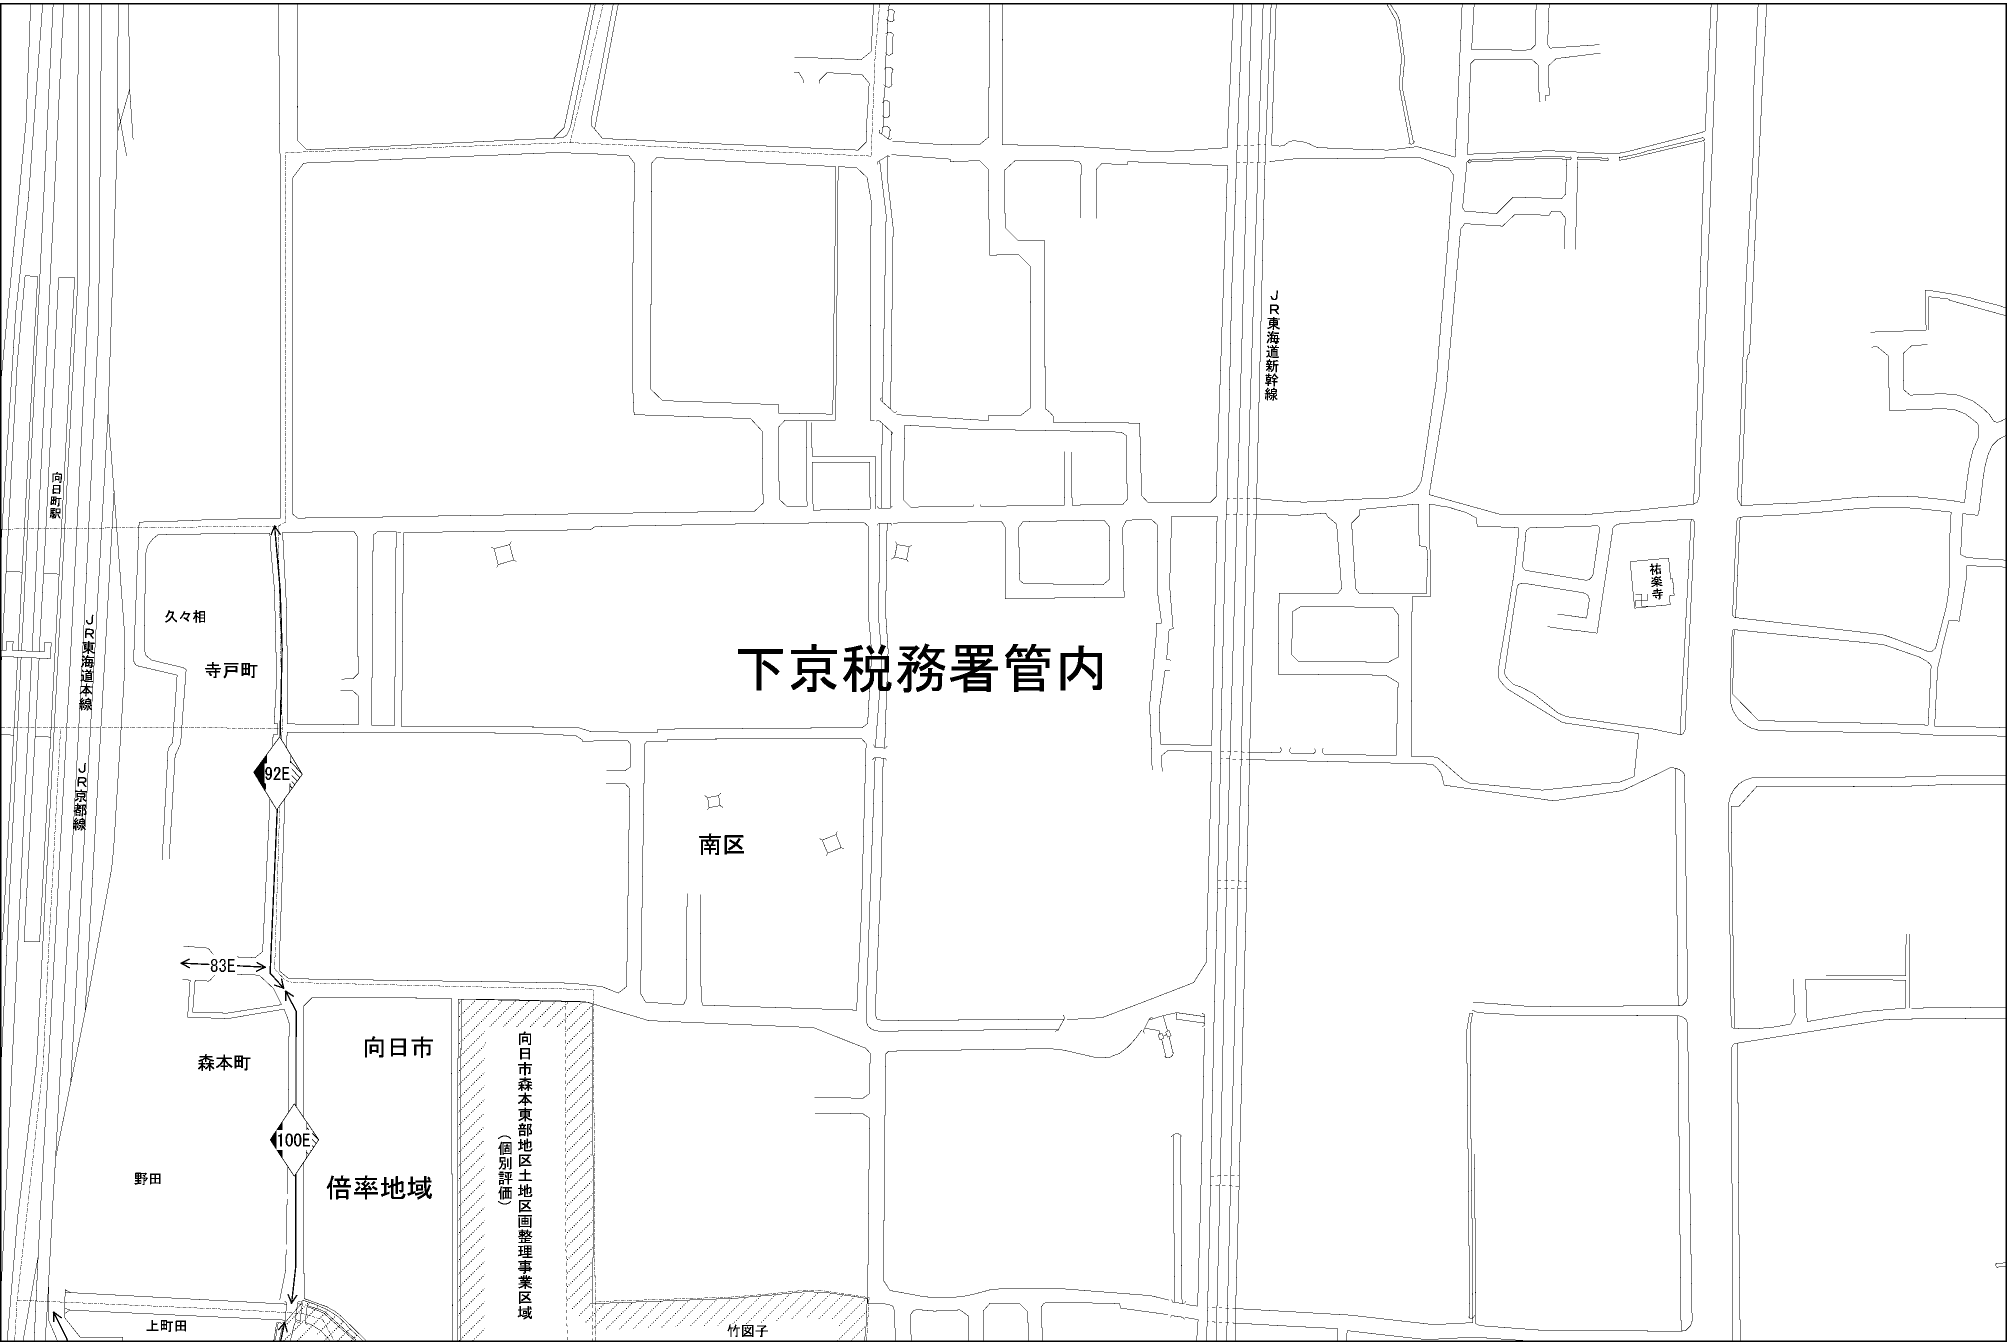 JR東海道新幹線
向日町駅
祐楽寺
久々相
JR東海道本線
寺戸町
下京税務署管内
92E
JR京都線
南区
83E
向日市
森本町
向日市森本東部地区土地区画整理事業区域
(個別評価)
100E
野田
倍率地域
上町田
竹図子